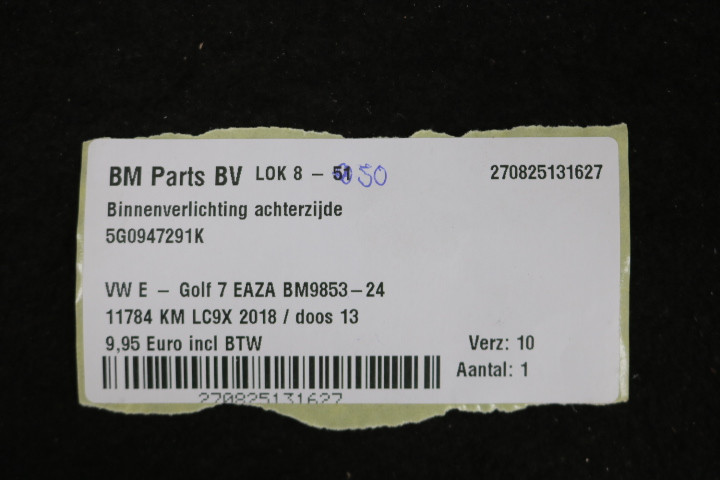 BM Parts BV LOK 8 - 51 50 270825131627
Binnenverlichting achterzijde
5G0947291K
VW E - Golf 7 EAZA BM9853-24
11784 KM LC9X 2018 / doos 13
9,95 Euro incl BTW Verz: 10
Aantal: 1
270825131627